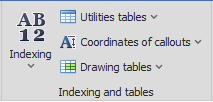 AB
12
Indexing
Utilities tables
Coordinates of callouts
Drawing tables
Indexing and tables